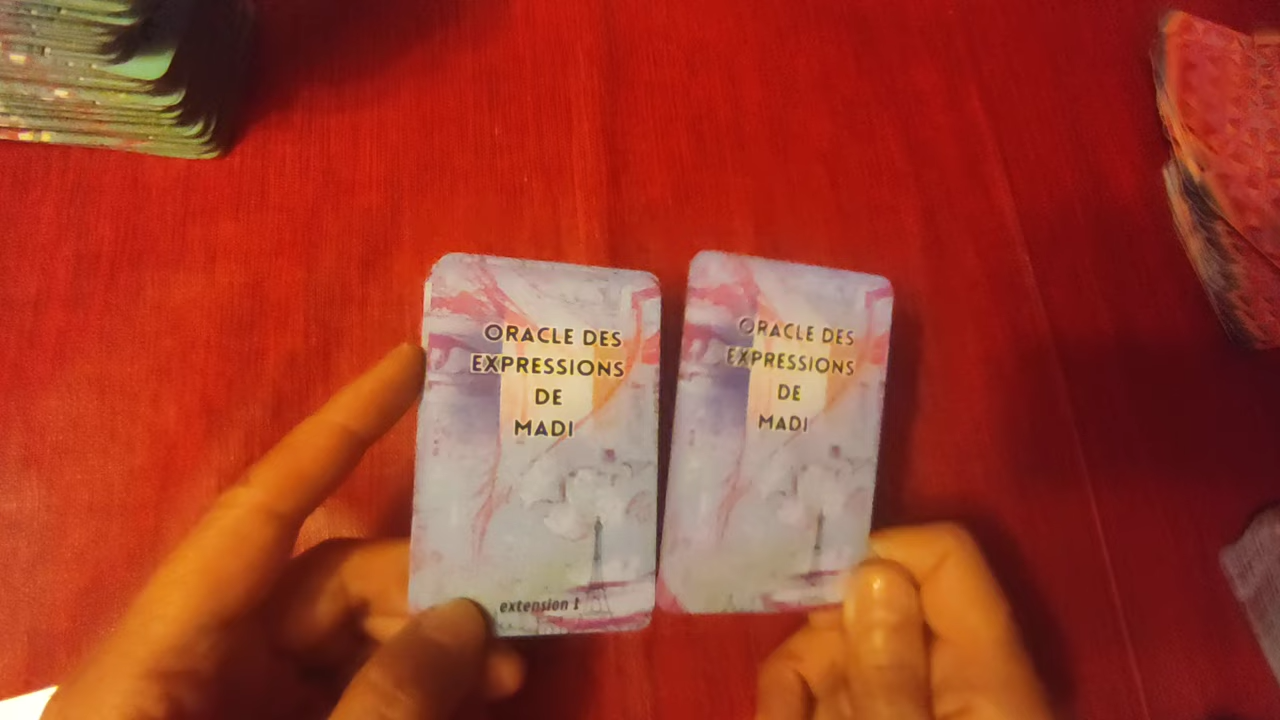 ORACLE DES
EXPRESSIONS
DE
MADI
extension 1
ORACLE DES
EXPRESSIONS
DE
MADI